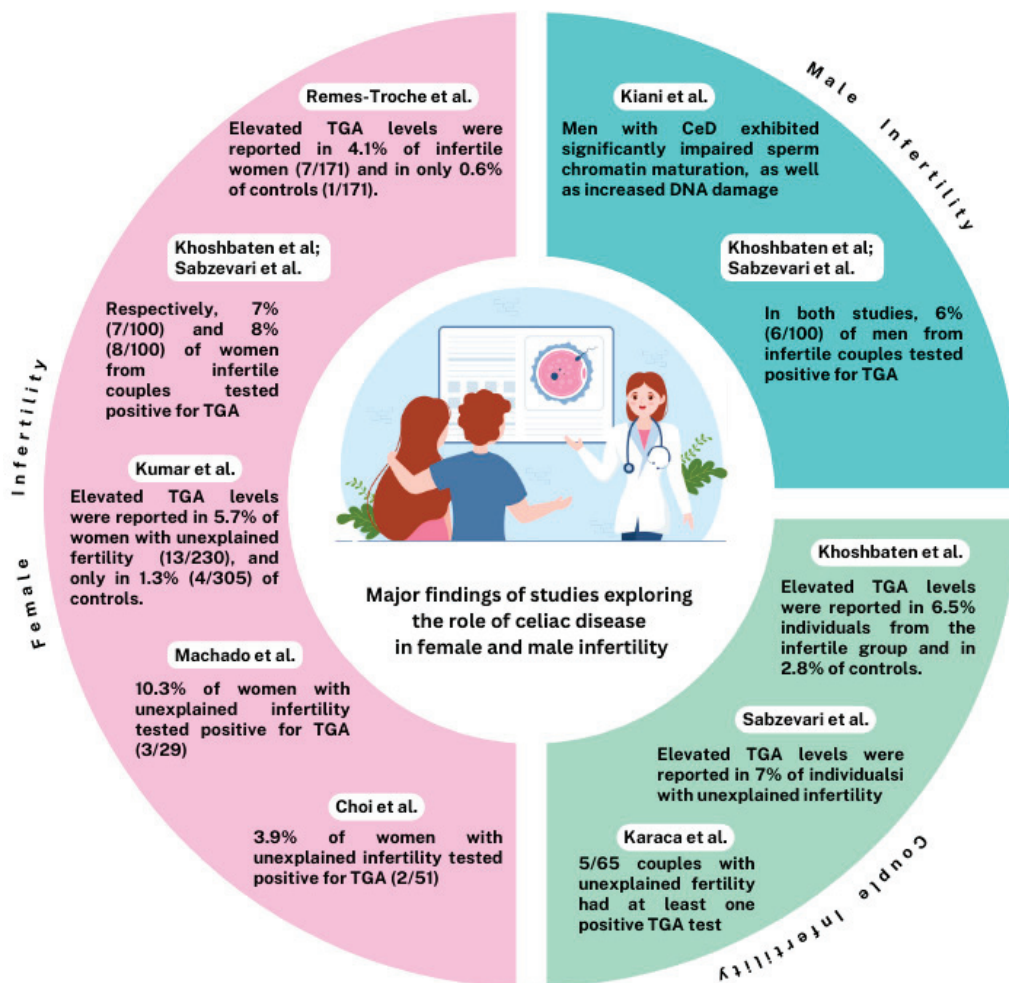 Female Infertility
Remes-Troche et al.
Elevated TGA levels were
reported in 4.1% of infertile
women (7/171) and in only 0.6%
of controls (1/171).
Khoshbaten et al;
Sabzevari et al.
Respectively, 7%
(7/100) and 8%
(8/100) of women
from infertile
couples tested
positive for TGA
Kumar et al.
Elevated TGA levels
were reported in 5.7% of
women with unexplained
fertility (13/230), and
only in 1.3% (4/305) of
controls.
Machado et al.
10.3% of women with
unexplained infertility
tested positive for TGA
(3/29)
Choi et al.
3.9% of women with
unexplained infertility tested
positive for TGA (2/51)
Major findings of studies exploring
the role of celiac disease
in female and male infertility
Male Infertility
Kiani et al.
Men with CeD exhibited
significantly impaired sperm
chromatin maturation, as well
as increased DNA damage
Khoshbaten et al;
Sabzevari et al.
In both studies, 6%
(6/100) of men from
infertile couples tested
positive for TGA
Khoshbaten et al.
Elevated TGA levels
were reported in 6.5%
individuals from the
infertile group and in
2.8% of controls.
Sabzevari et al.
Elevated TGA levels were
reported in 7% of individualsi
with unexplained infertility
Karaca et al.
5/65 couples with
unexplained fertility
had at least one
positive TGA test
Couple Infertility